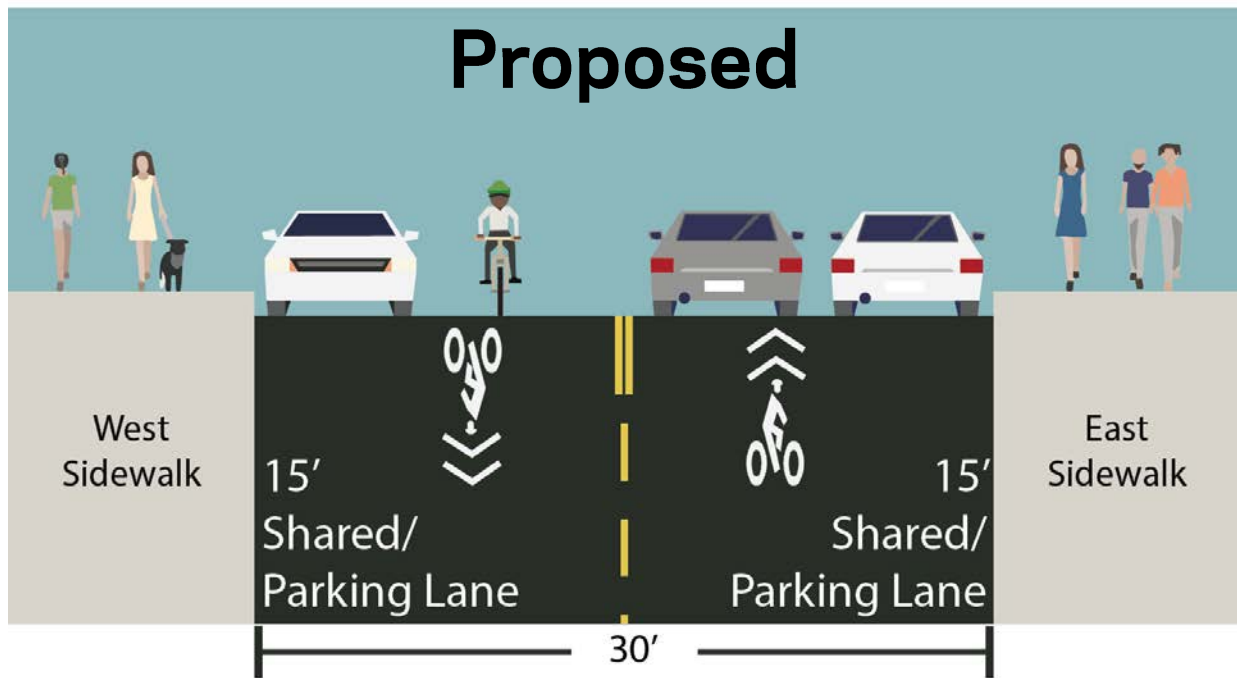 Proposed
West
Sidewalk
15’
Shared/
Parking Lane
15’
Shared/
Parking Lane
East
Sidewalk
30’